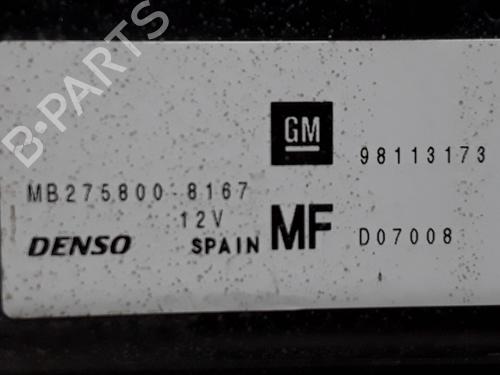 B-PARTS
GM
98113173
MB275800-8167
12V
MF
DENSO
SPAIN
D07008